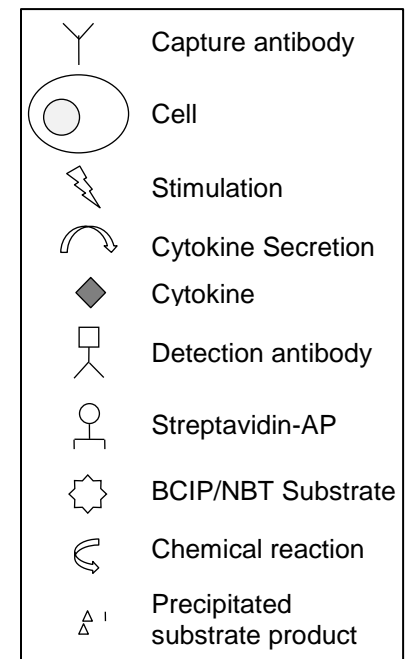 Capture antibody
Cell
Stimulation
Cytokine Secretion
Cytokine
Detection antibody
Streptavidin-AP
BCIP/NBT Substrate
Chemical reaction
Precipitated
substrate product